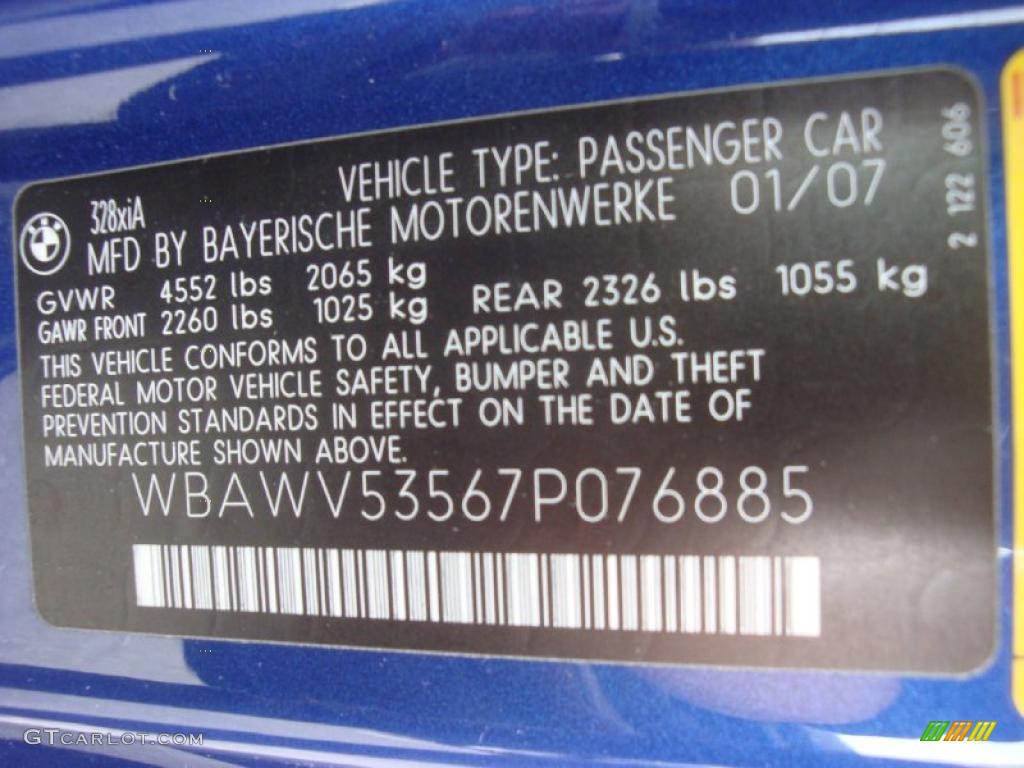 328xiA
VEHICLE TYPE: PASSENGER CAR
MFD BY BAYERISCHE MOTORENWERKE 01/07
GVWR 4552 lbs 2065 kg
GAWR FRONT 2260 lbs 1025 kg REAR 2326 lbs 1055 kg
THIS VEHICLE CONFORMS TO ALL APPLICABLE U.S.
FEDERAL MOTOR VEHICLE SAFETY, BUMPER AND THEFT
PREVENTION STANDARDS IN EFFECT ON THE DATE OF
MANUFACTURE SHOWN ABOVE.
WBAWV53567P076885
2 122 606
GTCARLOT.COM